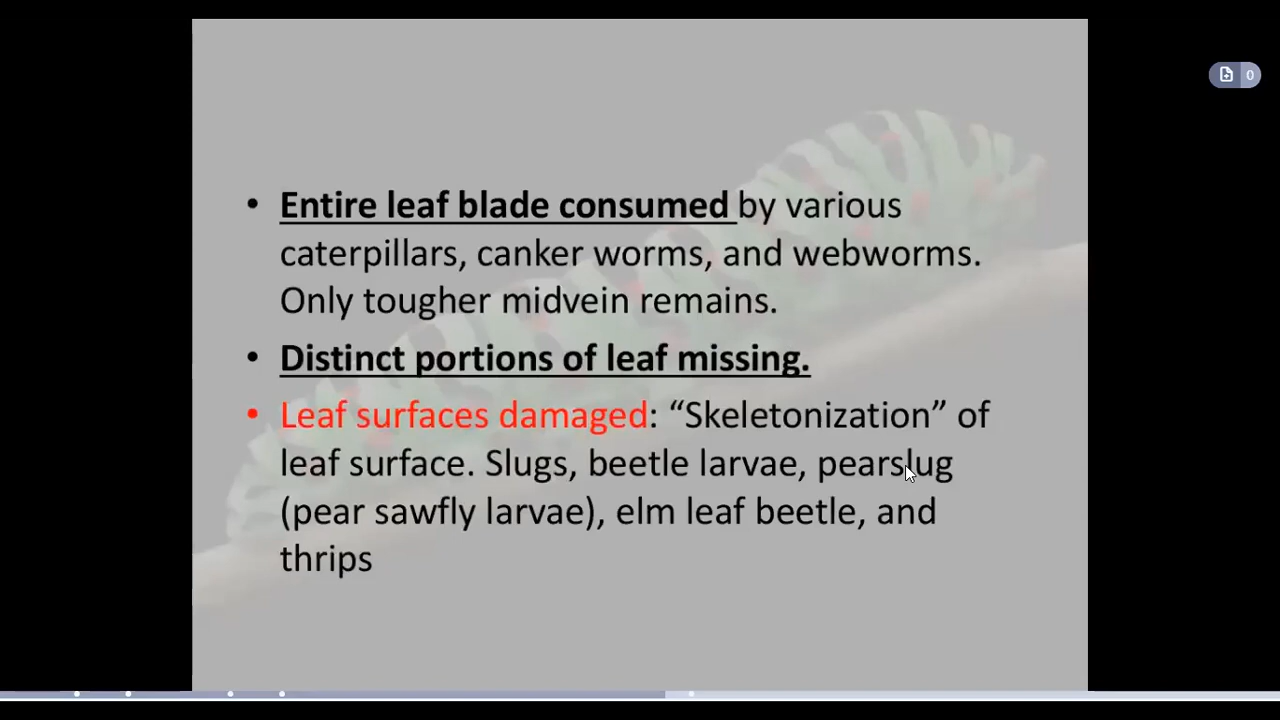 0
• Entire leaf blade consumed by various
caterpillars, canker worms, and webworms.
Only tougher midvein remains.
• Distinct portions of leaf missing.
• Leaf surfaces damaged: “Skeletonization” of
leaf surface. Slugs, beetle larvae, pearslug
(pear sawfly larvae), elm leaf beetle, and
thrips